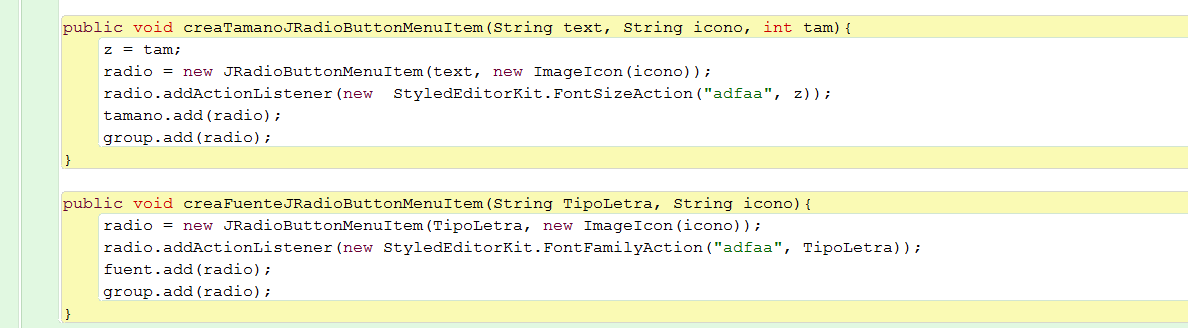 public void creaTamanoJRadioButtonMenuItem(String text, String icono, int tam){
z = tam;
radio = new JRadioButtonMenuItem(text, new ImageIcon(icono));
radio.addActionListener(new  StyledEditorKit.FontSizeAction("adfaa", z));
tamano.add(radio);
group.add(radio);
}
public void creaFuenteJRadioButtonMenuItem(String TipoLetra, String icono){
radio = new JRadioButtonMenuItem(TipoLetra, new ImageIcon(icono));
radio.addActionListener(new StyledEditorKit.FontFamilyAction("adfaa", TipoLetra));
fuent.add(radio);
group.add(radio);
}